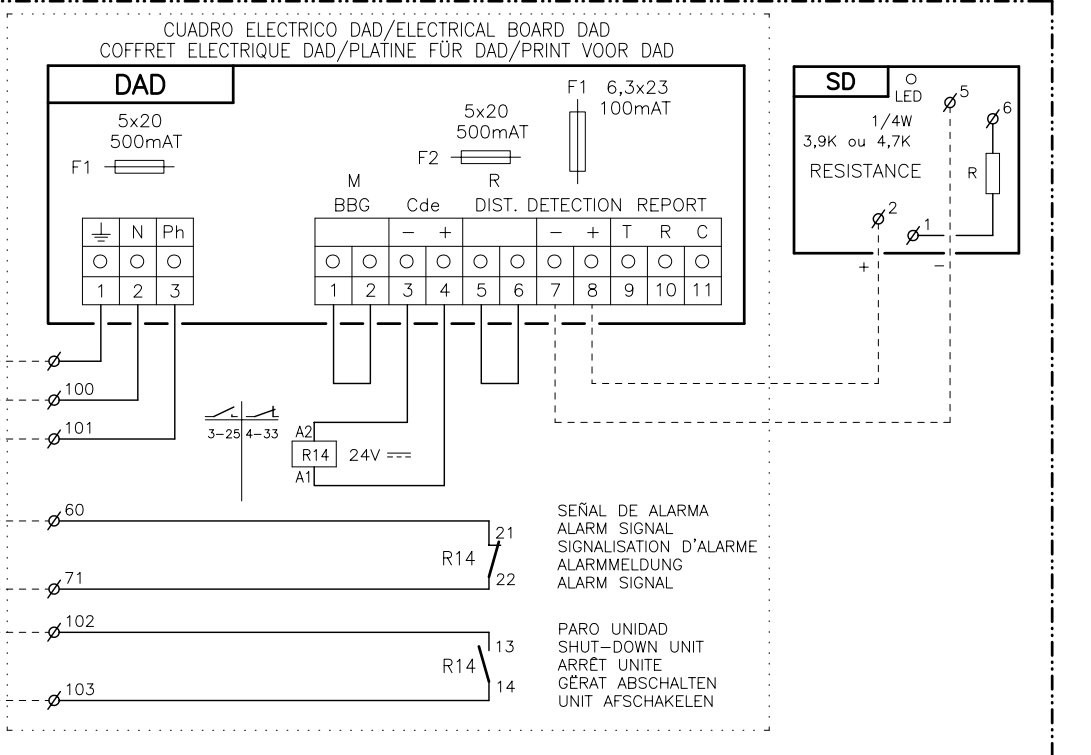 CUADRO ELECTRICO DAD/ELECTRICAL BOARD DAD
COFFRET ELECTRIQUE DAD/PLATINE FÜR DAD/PRINT VOOR DAD
DAD
5x20
500mAT
F1
5x20
500mAT
F2
F1 6,3x23
100mAT
M
BBG
Cde
R
DIST. DETECTION REPORT
N Ph
1 2 3
- + - + T R C
1 2 3 4 5 6 7 8 9 10 11
SD
LED
5
6
1/4W
3,9K ou 4,7K
RESISTANCE
R
2
1
+ -
100
101
3-25 4-33
A2
R14 24V
A1
60
21
R14
22
71
SEÑAL DE ALARMA
ALARM SIGNAL
SIGNALISATION D'ALARME
ALARMMELDUNG
ALARM SIGNAL
102
13
R14
14
103
PARO UNIDAD
SHUT-DOWN UNIT
ARRÊT UNITE
GËRAT ABSCHALTEN
UNIT AFSCHAKELEN